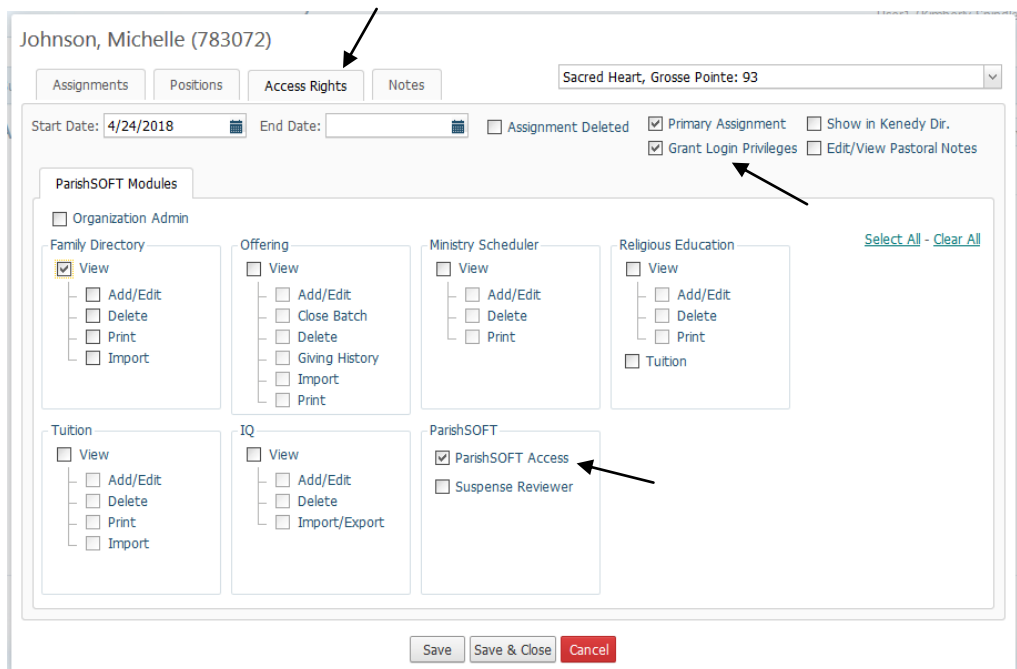 Johnson, Michelle (783072)
Assignments Positions Access Rights Notes Sacred Heart, Grosse Pointe: 93
Start Date: 4/24/2018 End Date: Assignment Deleted Primary Assignment Show in Kenedy Dir.
Grant Login Privileges Edit/View Pastoral Notes
ParishSOFT Modules
Organization Admin
Select All - Clear All
Family Directory
View
Add/Edit
Delete
Print
Import
Offering
View
Add/Edit
Close Batch
Delete
Giving History
Import
Print
Ministry Scheduler
View
Add/Edit
Delete
Print
Religious Education
View
Add/Edit
Delete
Print
Tuition
Tuition
View
Add/Edit
Delete
Print
Import
IQ
View
Add/Edit
Delete
Import/Export
ParishSOFT
ParishSOFT Access
Suspense Reviewer
Save Save & Close Cancel